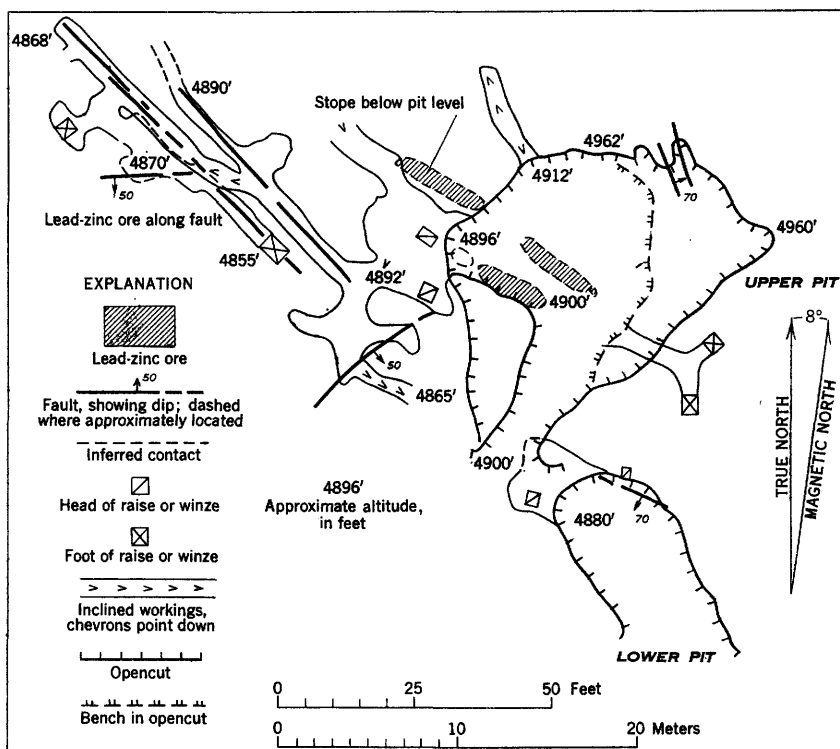 4868'
4890'
Stope below pit level
4962'
4912'
70
4870'
50
4960'
Lead-zinc ore along fault
4896'
4855'
4892'
4900'
UPPER PIT
EXPLANATION
Lead-zinc ore
50
Fault, showing dip; dashed
where approximately located
Inferred contact
Head of raise or winze
Foot of raise or winze
Inclined workings,
chevrons point down
Opencut
Bench in opencut
50
4865'
4900'
4896'
Approximate altitude,
in feet
4880'
70
LOWER PIT
8°
TRUE NORTH
MAGNETIC NORTH
0 25 50 Feet
0 10 20 Meters